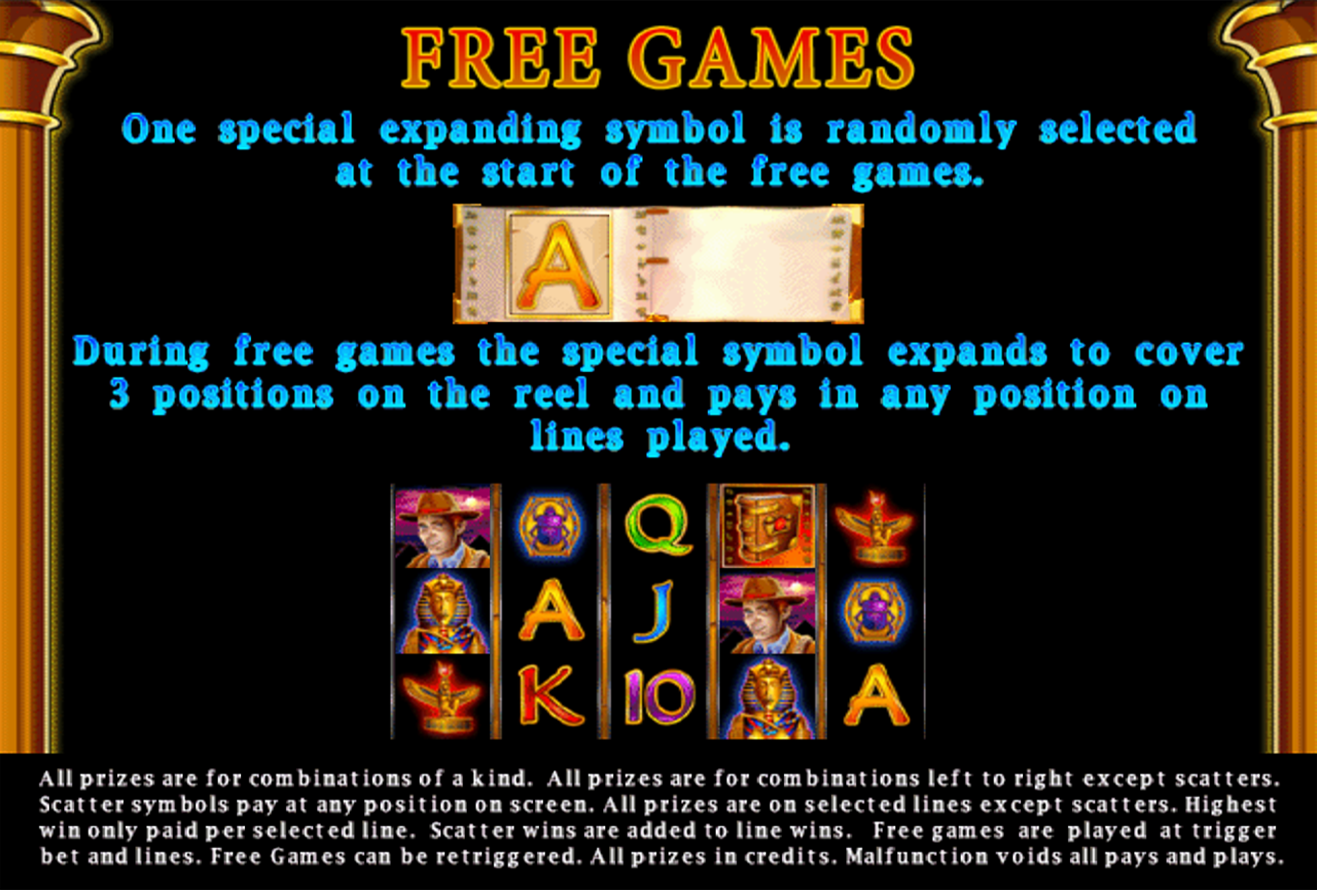 FREE GAMES
One special expanding symbol is randomly selected
at the start of the free games.
A
During free games the special symbol expands to cover
3 positions on the reel and pays in any position on
lines played.
Q
A J
K 10 A
All prizes are for combinations of a kind. All prizes are for combinations left to right except scatters.
Scatter symbols pay at any position on screen. All prizes are on selected lines except scatters. Highest
win only paid per selected line. Scatter wins are added to line wins. Free games are played at trigger
bet and lines. Free Games can be retriggered. All prizes in credits. Malfunction voids all pays and plays.